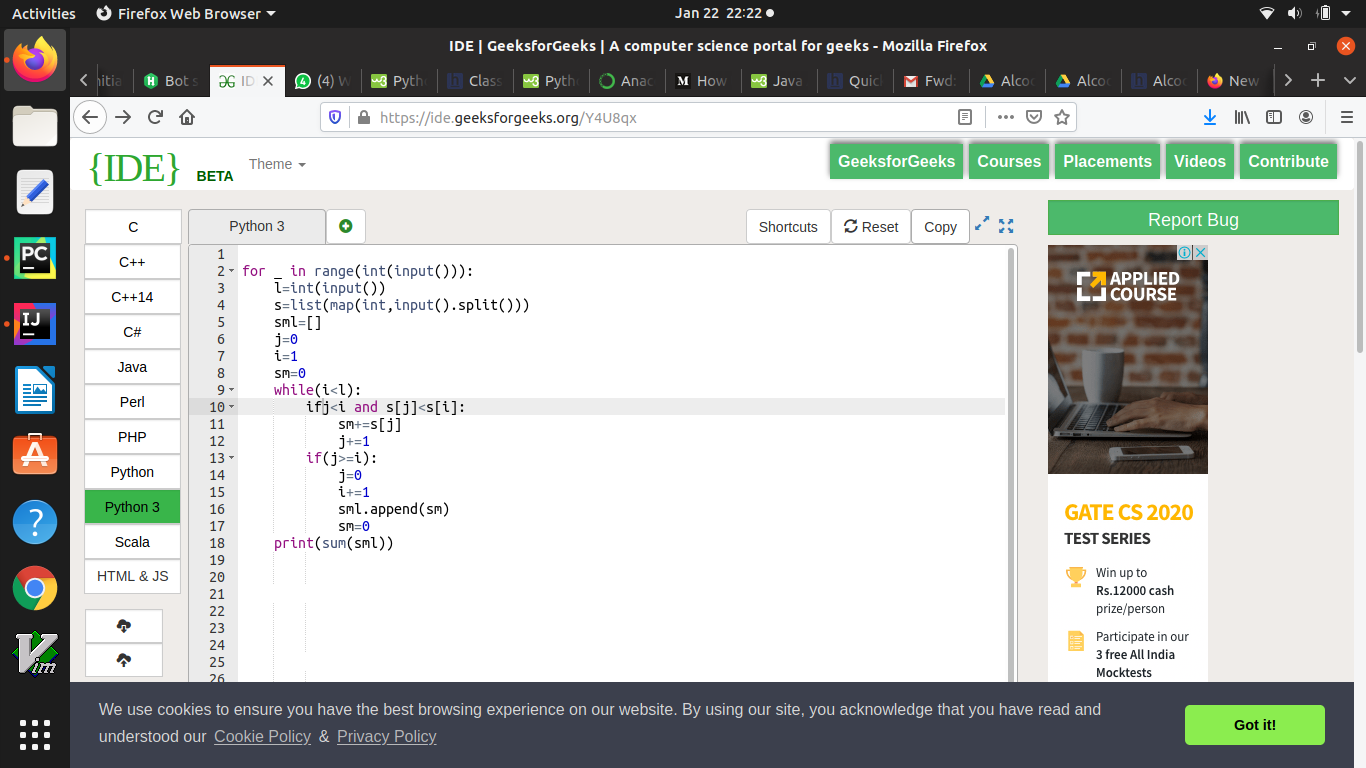 Activities Firefox Web Browser Jan 22 22:22
IDE | GeeksforGeeks | A computer science portal for geeks - Mozilla Firefox
nitia Bot s ID (4) W Pytho Class Pytho Anac How Java Quic Fwd: Alcoc Alcoc Alcoc New
https://ide.geeksforgeeks.org/Y4U8qx
{IDE} BETA Theme GeeksforGeeks Courses Placements Videos Contribute
C
C++
C++14
C#
Java
Perl
PHP
Python
Python 3
Scala
HTML & JS
Python 3 Shortcuts Reset Copy
1
2 for _ in range(int(input())):
3 l=int(input())
4 s=list(map(int,input().split()))
5 sml=[]
6 j=0
7 i=1
8 sm=0
9 while(i<l):
10 ifj<i and s[j]<s[i]:
11 sm+=s[j]
12 j+=1
13 if(j>=i):
14 j=0
15 i+=1
16 sml.append(sm)
17 sm=0
18 print(sum(sml))
19
20
21
22
23
24
25
26
Report Bug
APPLIED
COURSE
GATE CS 2020
TEST SERIES
Win up to
Rs.12000 cash
prize/person
Participate in our
3 free All India
Mocktests
We use cookies to ensure you have the best browsing experience on our website. By using our site, you acknowledge that you have read and
understood our Cookie Policy & Privacy Policy
Got it!
PC
IJ
Vim